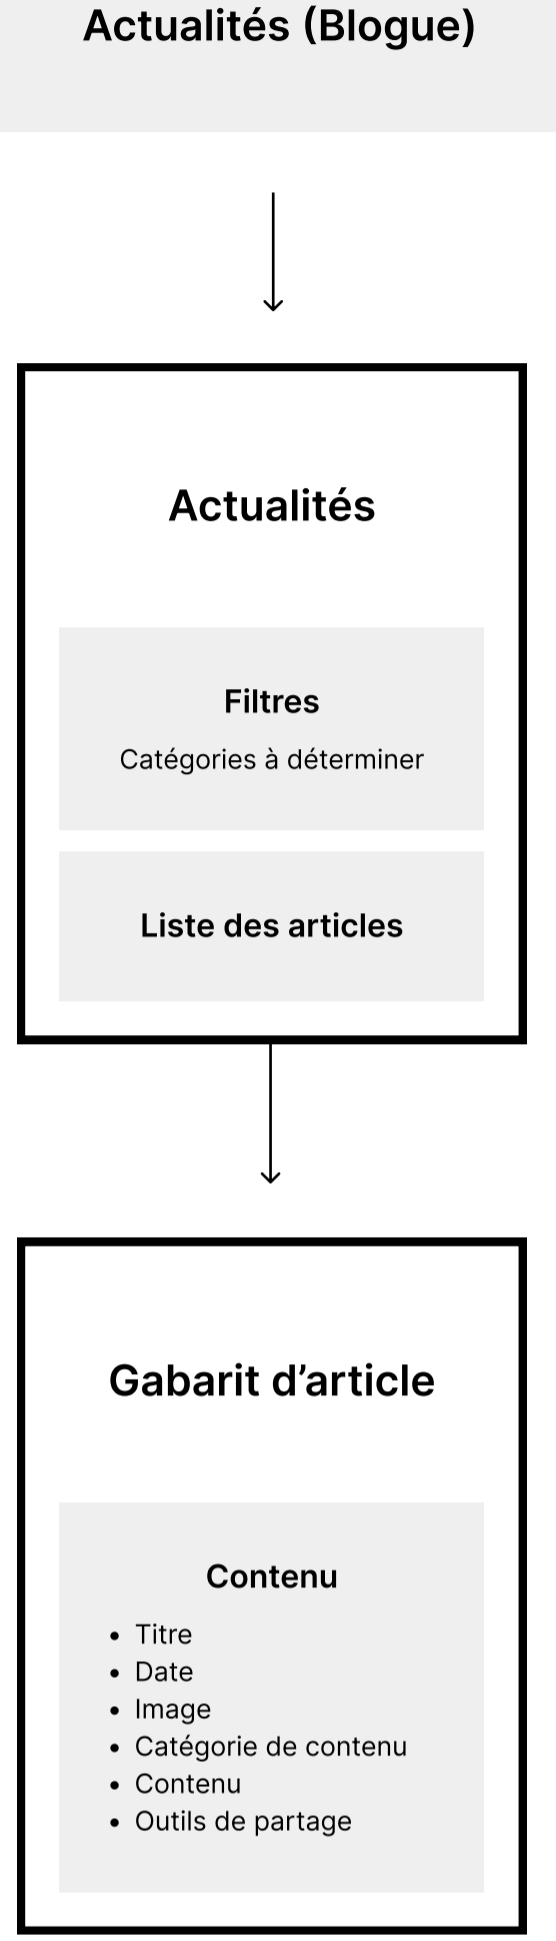 Actualités (Blogue)
Actualités
Filtres
Catégories à déterminer
Liste des articles
Gabarit d’article
Contenu
• Titre
• Date
• Image
• Catégorie de contenu
• Contenu
• Outils de partage